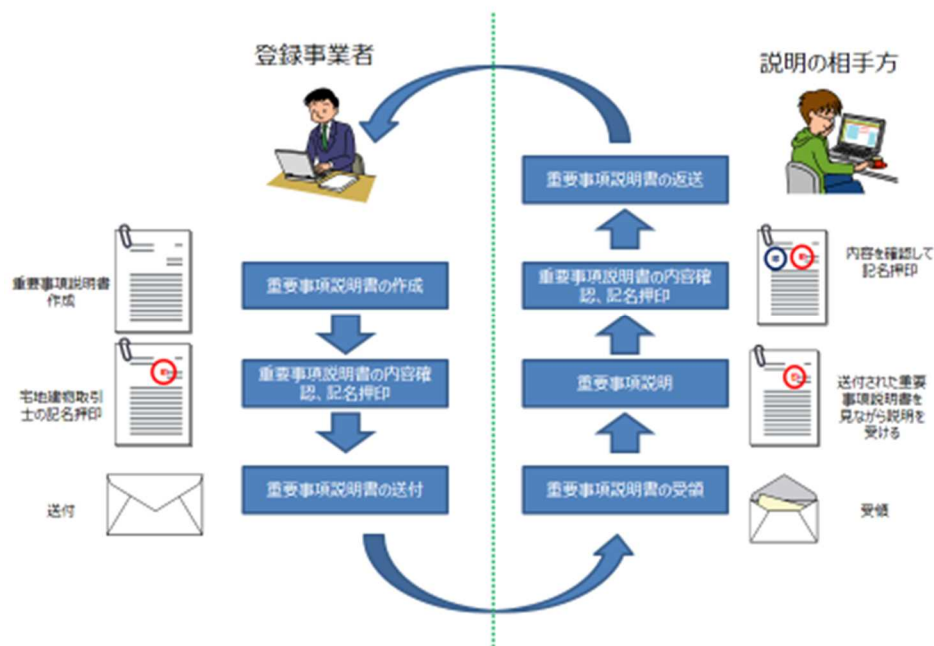 登録事業者
重要事項説明書
作成
重要事項説明書の作成
宅地建物取引
士の記名押印
重要事項説明書の内容確
認、記名押印
送付
重要事項説明書の送付
説明の相手方
重要事項説明書の返送
重要事項説明書の内容確
認、記名押印
内容を確認して
記名押印
重要事項説明
送付された重要
事項説明書を
見ながら説明を
受ける
重要事項説明書の受領
受領